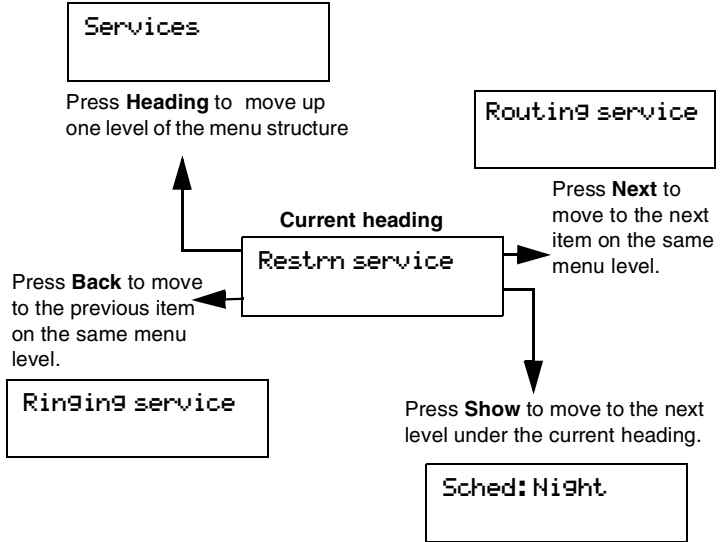 Services
Press Heading to move up
one level of the menu structure
Routing service
Press Next to
move to the next
item on the same
menu level.
Current heading
Restrn service
Press Back to move
to the previous item
on the same menu
level.
Ringing service
Press Show to move to the next
level under the current heading.
Sched:Night